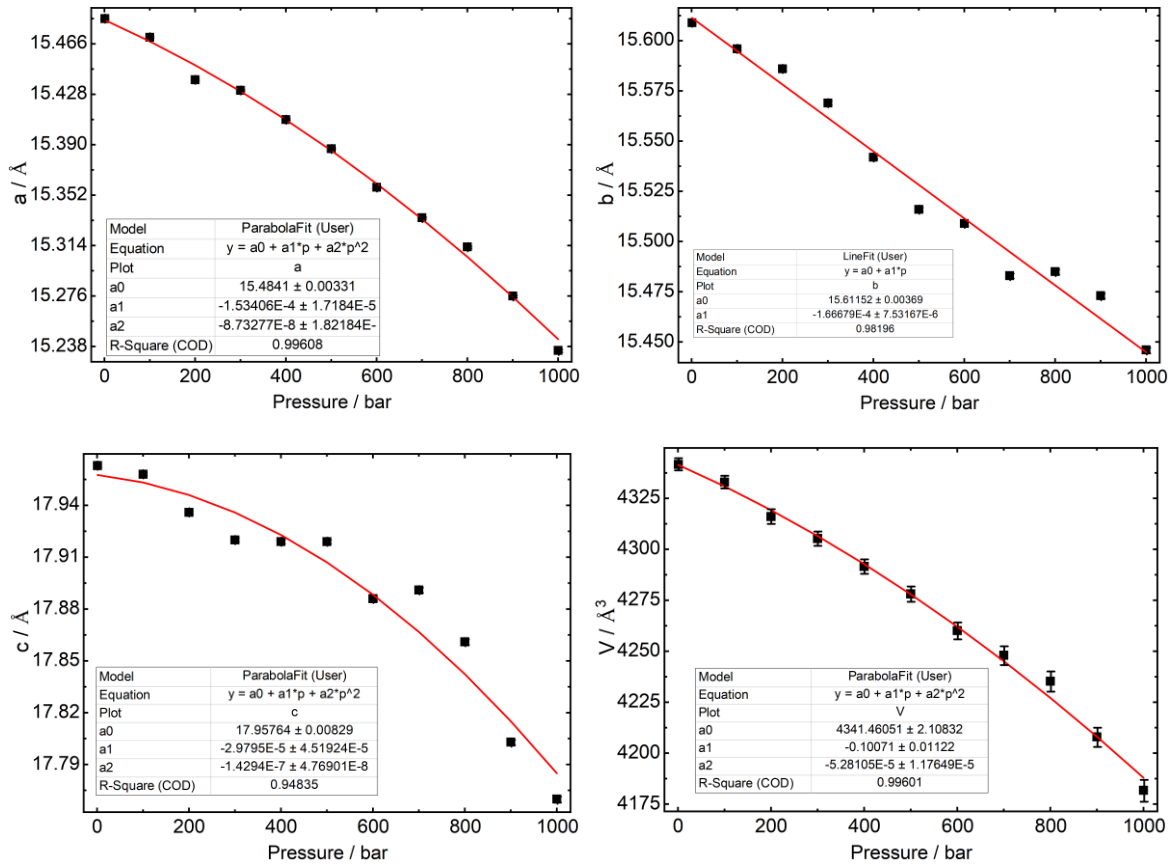 15.466
15.428
15.390
15.352
15.314
15.276
15.238
a / Å
Model ParabolaFit (User)
Equation y = a0 + a1*p + a2*p^2
Plot a
a0 15.4841 ± 0.00331
a1 -1.53406E-4 ± 1.7184E-5
a2 -8.73277E-8 ± 1.82184E-
R-Square (COD) 0.99608
0 200 400 600 800 1000
Pressure / bar
15.600
15.575
15.550
15.525
15.500
15.475
15.450
b / Å
Model LineFit (User)
Equation y = a0 + a1*p
Plot b
a0 15.61152 ± 0.00369
a1 -1.66679E-4 ± 7.53167E-6
R-Square (COD) 0.98196
0 200 400 600 800 1000
Pressure / bar
17.94
17.91
17.88
17.85
17.82
17.79
c / Å
Model ParabolaFit (User)
Equation y = a0 + a1*p + a2*p^2
Plot c
a0 17.95764 ± 0.00829
a1 -2.9795E-5 ± 4.51924E-5
a2 -1.4294E-7 ± 4.76901E-8
R-Square (COD) 0.94835
0 200 400 600 800 1000
Pressure / bar
4325
4300
4275
4250
4225
4200
4175
V / Å³
Model ParabolaFit (User)
Equation y = a0 + a1*p + a2*p^2
Plot V
a0 4341.46051 ± 2.10832
a1 -0.10071 ± 0.01122
a2 -5.28105E-5 ± 1.17649E-5
R-Square (COD) 0.99601
0 200 400 600 800 1000
Pressure / bar